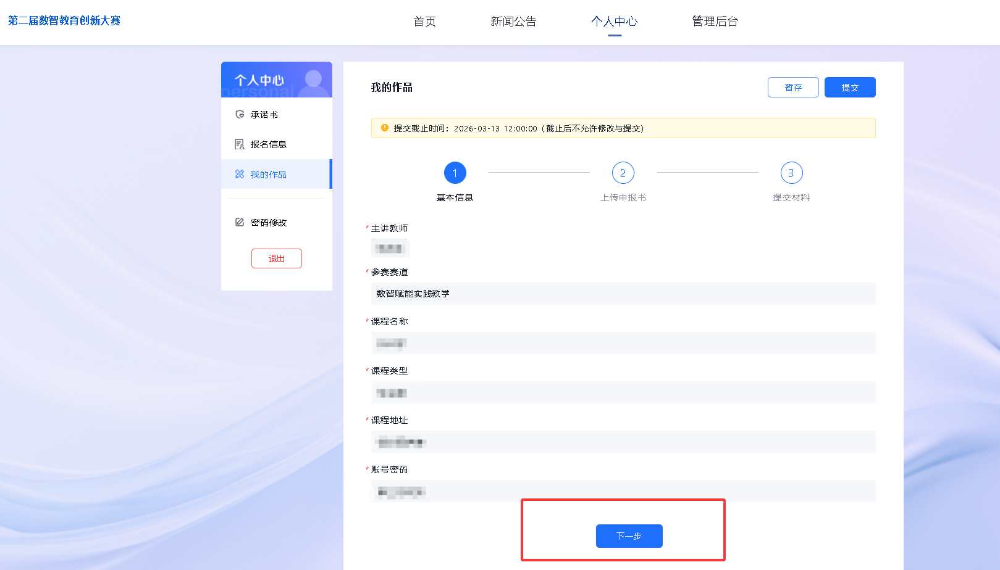 第二届数智教育创新大赛
首页
新闻公告
个人中心
管理后台
个人中心
personal
承诺书
报名信息
我的作品
密码修改
退出
我的作品
暂存
提交
提交截止时间：2026-03-13 12:00:00（截止后不允许修改与提交）
1
2
3
基本信息
上传申报书
提交材料
*主讲教师
*参赛赛道
数智赋能实践教学
*课程名称
*课程类型
*课程地址
*账号密码
下一步